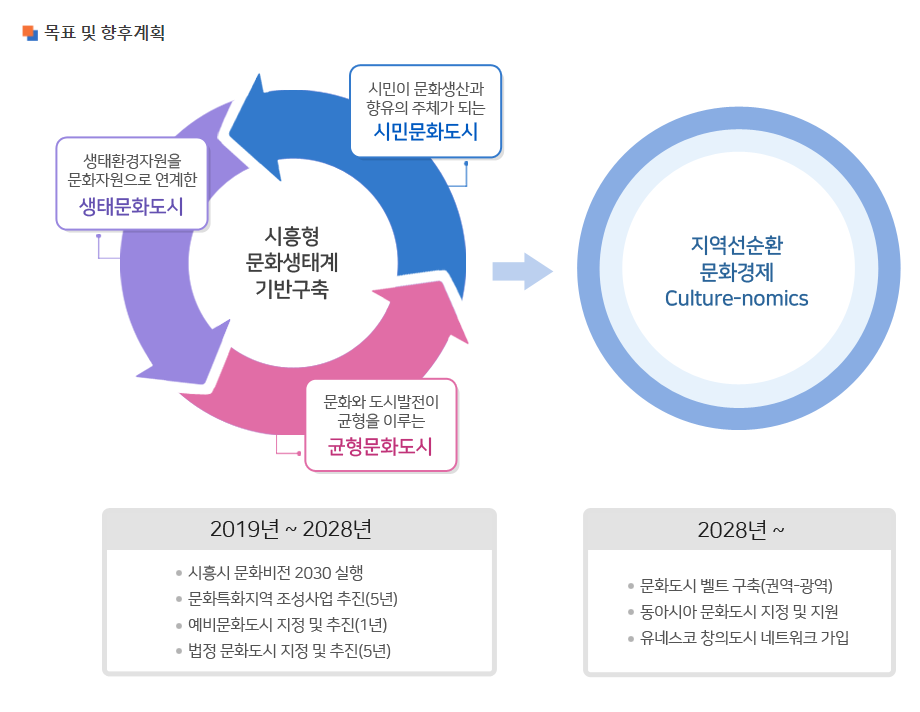 목표 및 향후계획
시민이 문화생산과
향유의 주체가 되는
시민문화도시
생태환경자원을
문화자원으로 연계한
생태문화도시
시흥형
문화생태계
기반구축
문화와 도시발전이
균형을 이루는
균형문화도시
지역선순환
문화경제
Culture-nomics
2019년 ~ 2028년
시흥시 문화비전 2030 실행
문화특화지역 조성사업 추진(5년)
예비문화도시 지정 및 추진(1년)
법정 문화도시 지정 및 추진(5년)
2028년 ~
문화도시 벨트 구축(권역-광역)
동아시아 문화도시 지정 및 지원
유네스코 창의도시 네트워크 가입